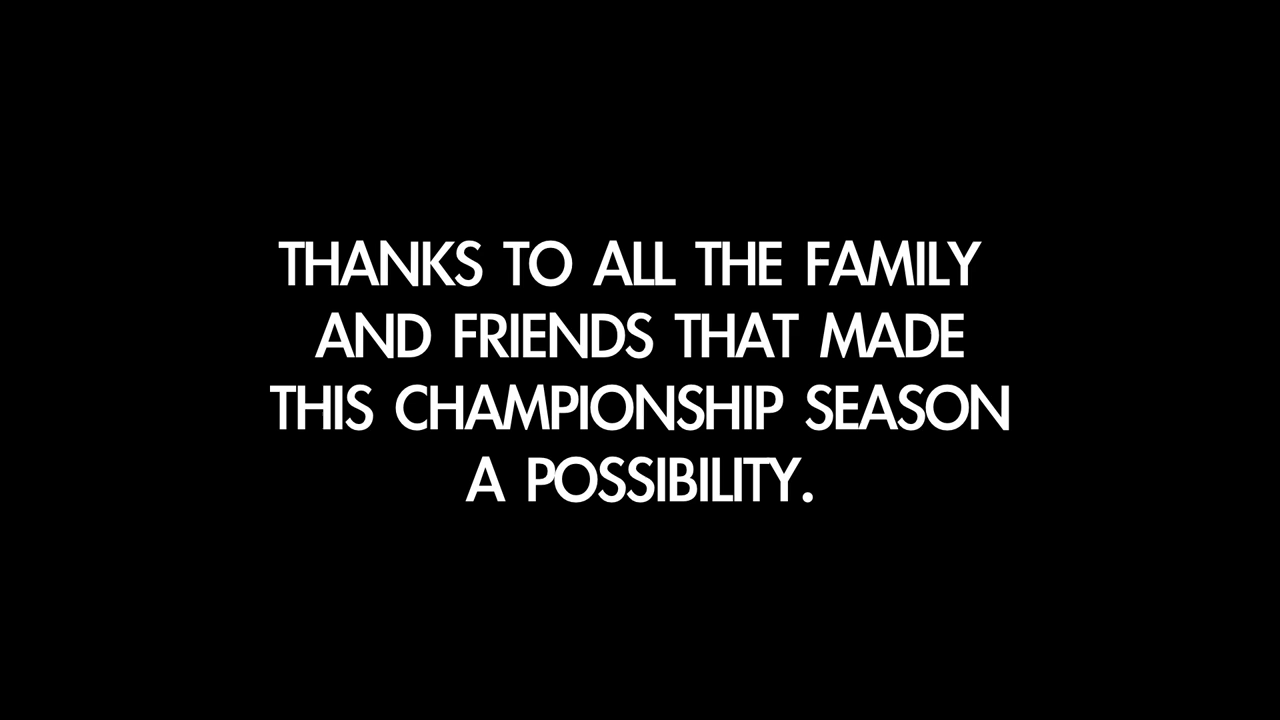 THANKS TO ALL THE FAMILY
AND FRIENDS THAT MADE
THIS CHAMPIONSHIP SEASON
A POSSIBILITY.